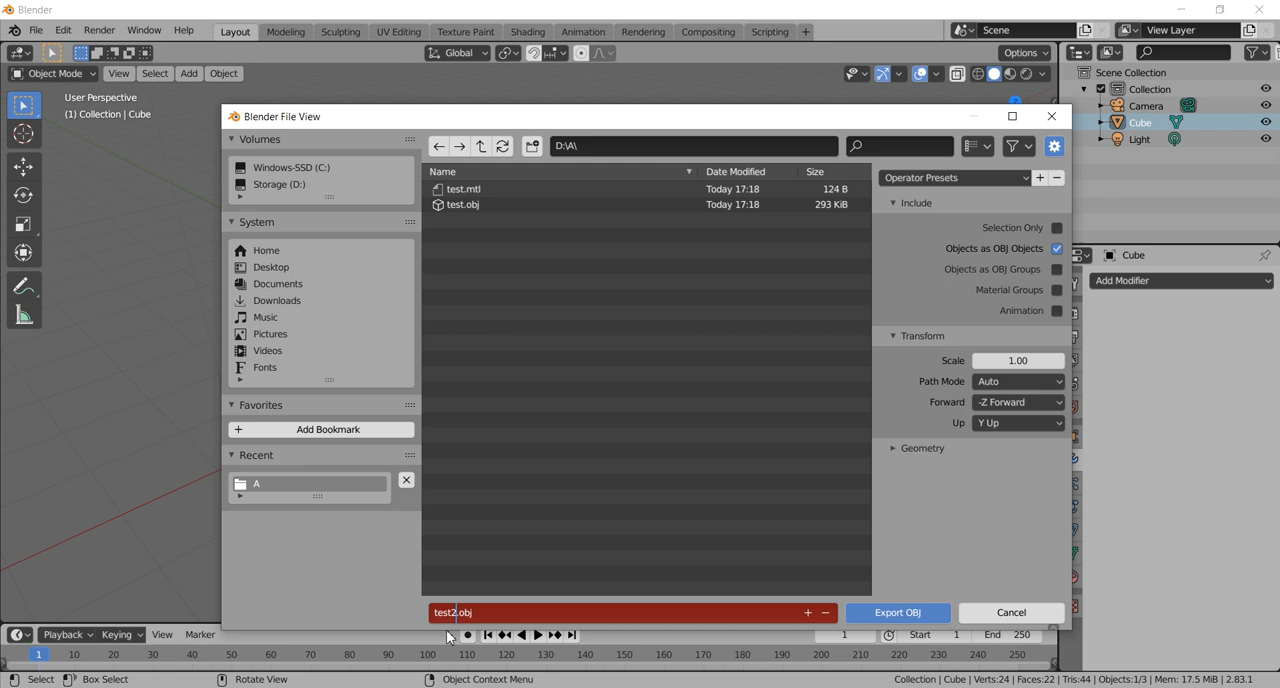 Blender
File Edit Render Window Help Layout Modeling Sculpting UV Editing Texture Paint Shading Animation Rendering Compositing Scripting + Scene View Layer
Global Options
Object Mode View Select Add Object
User Perspective
(1) Collection | Cube
Scene Collection
Collection
Camera
Cube
Light
Blender File View
Volumes
Windows-SSD (C:)
Storage (D:)
System
Home
Desktop
Documents
Downloads
Music
Pictures
Videos
Fonts
Favorites
+ Add Bookmark
Recent
A
D:\A\
Name Date Modified Size
test.mtl Today 17:18 124 B
test.obj Today 17:18 293 KiB
Operator Presets + −
Include
Selection Only
Objects as OBJ Objects
Objects as OBJ Groups
Material Groups
Animation
Transform
Scale 1.00
Path Mode Auto
Forward -Z Forward
Up Y Up
Geometry
Cube
Add Modifier
test2.obj + −
Export OBJ Cancel
Playback Keying View Marker 1 Start 1 End 250
1 10 20 30 40 50 60 70 80 90 100 110 120 130 140 150 160 170 180 190 200 210 220 230 240 250
Select Box Select Rotate View Object Context Menu Collection | Cube | Verts:24 | Faces:22 | Tris:44 | Objects:1/3 | Mem: 17.5 MiB | 2.83.1